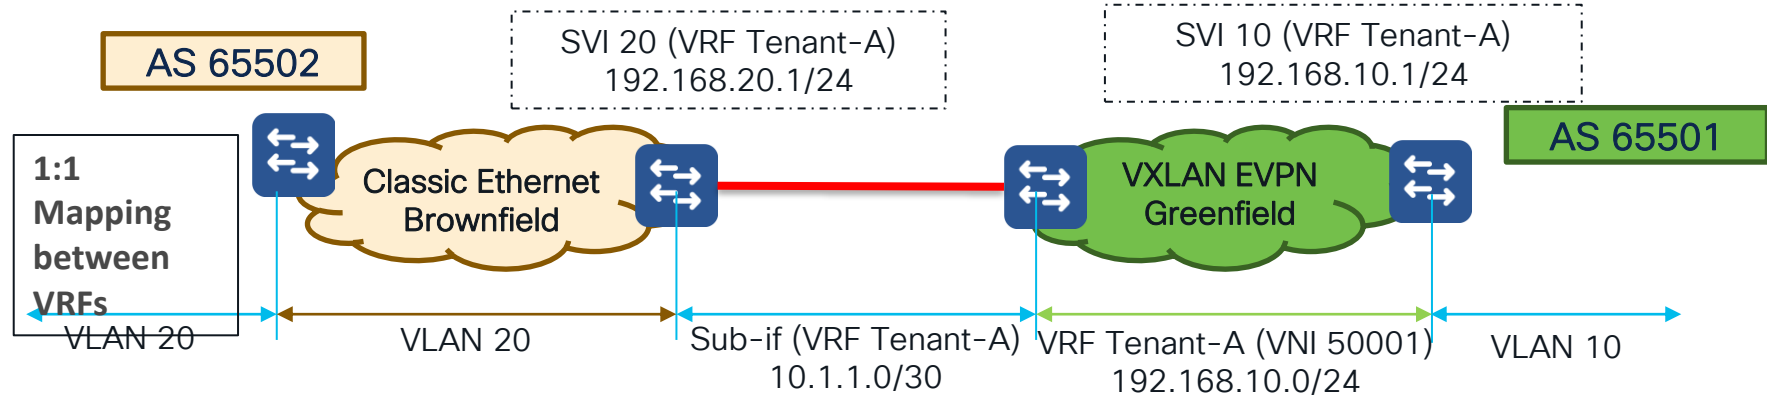 SVI 20 (VRF Tenant-A)
192.168.20.1/24
SVI 10 (VRF Tenant-A)
192.168.10.1/24
AS 65502
AS 65501
1:1
Mapping
between
VRFs
Classic Ethernet
Brownfield
VXLAN EVPN
Greenfield
VLAN 20
VLAN 20
Sub-if (VRF Tenant-A)
10.1.1.0/30
VRF Tenant-A (VNI 50001)
192.168.10.0/24
VLAN 10